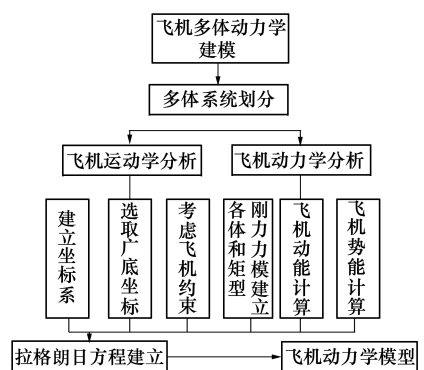 飞机多体动力学
建模
多体系统划分
飞机运动学分析
飞机动力学分析
建立坐标系
选取广底坐标
考虑飞机约束
各体和矩型
刚力力模建立
飞机动能计算
飞机势能计算
拉格朗日方程建立
飞机动力学模型